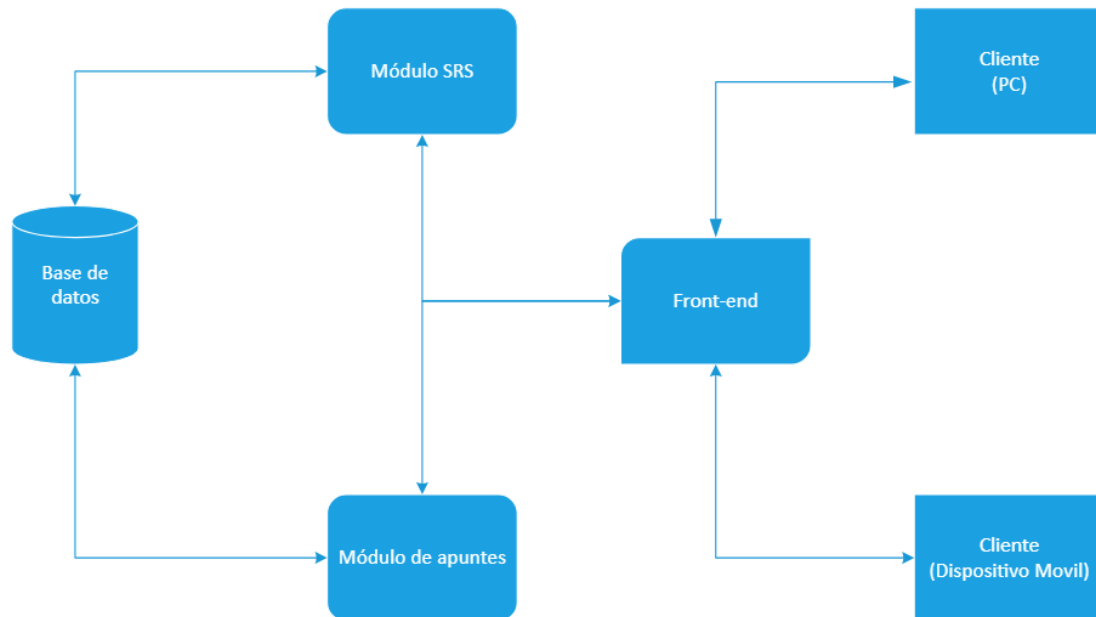 Módulo SRS
Cliente
(PC)
Base de
datos
Front-end
Módulo de apuntes
Cliente
(Dispositivo Movil)